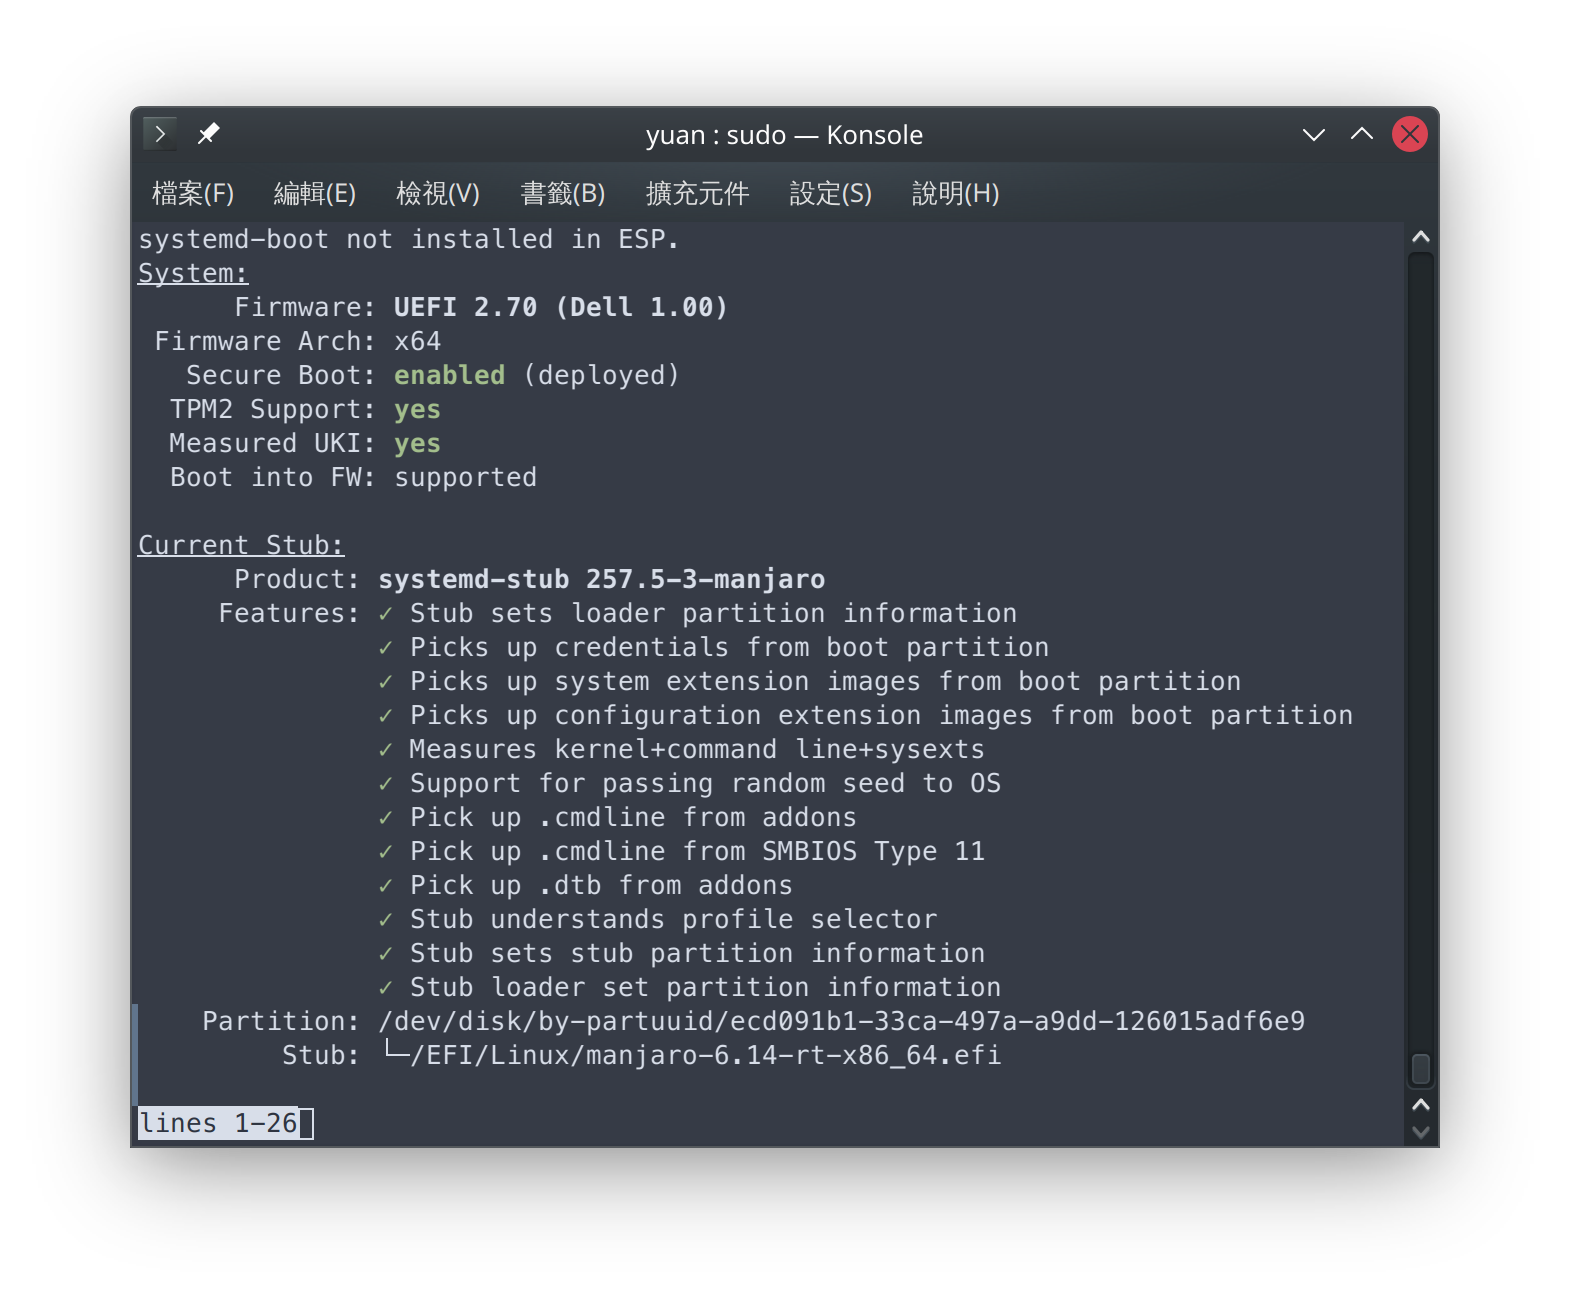 yuan : sudo — Konsole
檔案(F) 編輯(E) 檢視(V) 書籤(B) 擴充元件 設定(S) 說明(H)
systemd-boot not installed in ESP.
System:
Firmware: UEFI 2.70 (Dell 1.00)
Firmware Arch: x64
Secure Boot: enabled (deployed)
TPM2 Support: yes
Measured UKI: yes
Boot into FW: supported
Current Stub:
Product: systemd-stub 257.5-3-manjaro
Features: ✓ Stub sets loader partition information
✓ Picks up credentials from boot partition
✓ Picks up system extension images from boot partition
✓ Picks up configuration extension images from boot partition
✓ Measures kernel+command line+sysexts
✓ Support for passing random seed to OS
✓ Pick up .cmdline from addons
✓ Pick up .cmdline from SMBIOS Type 11
✓ Pick up .dtb from addons
✓ Stub understands profile selector
✓ Stub sets stub partition information
✓ Stub loader set partition information
Partition: /dev/disk/by-partuuid/ecd091b1-33ca-497a-a9dd-126015adf6e9
Stub: └─/EFI/Linux/manjaro-6.14-rt-x86_64.efi
lines 1-26